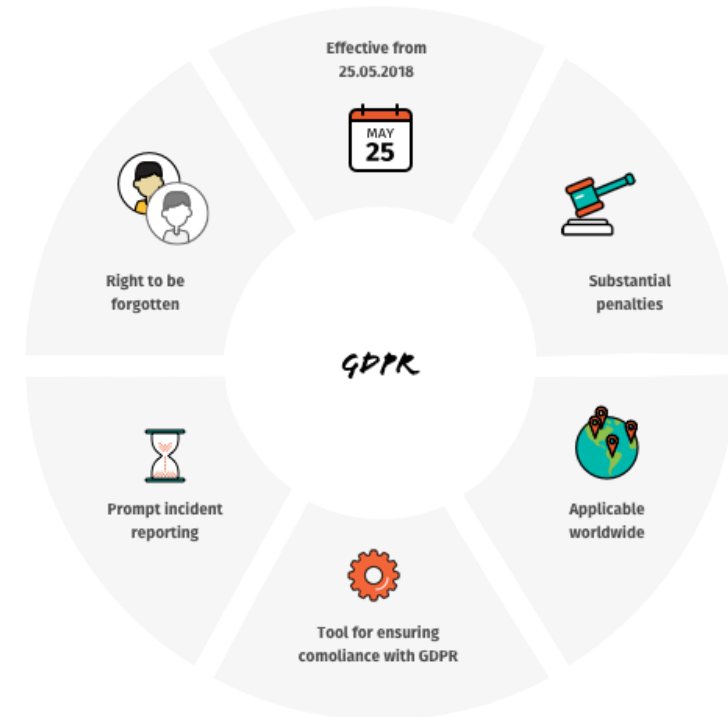 Effective from
25.05.2018
MAY
25
Substantial
penalties
Applicable
worldwide
Tool for ensuring
comoliance with GDPR
Prompt incident
reporting
Right to be
forgotten
GDPR